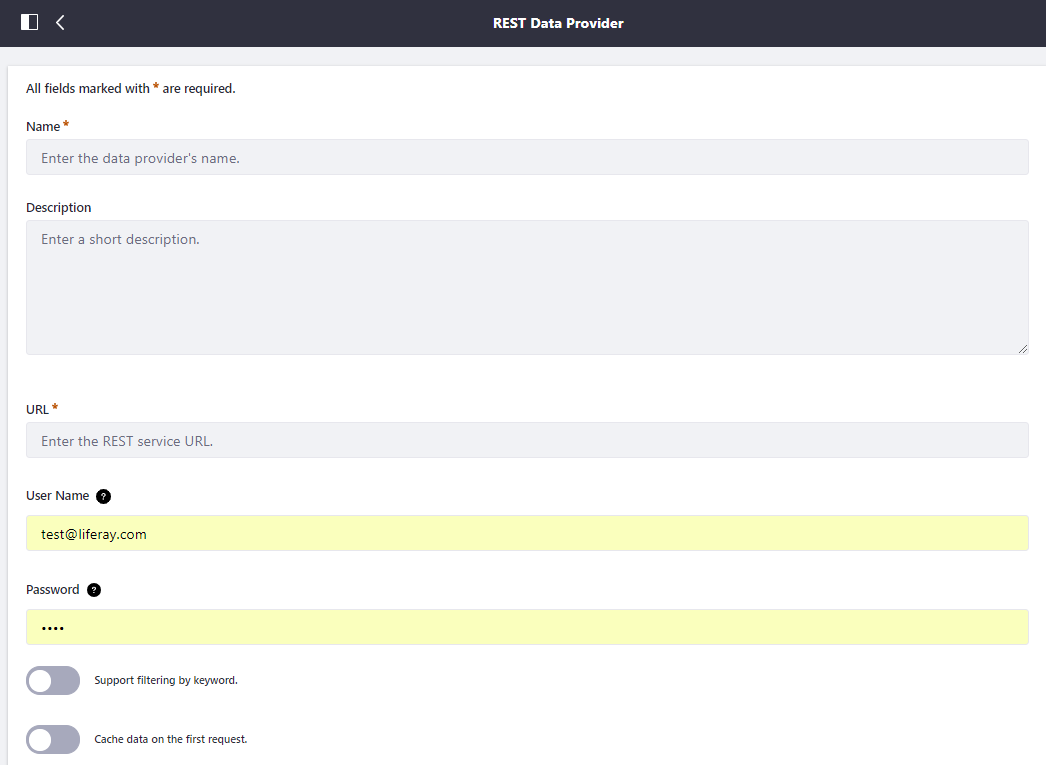 REST Data Provider
All fields marked with * are required.
Name *
Enter the data provider's name.
Description
Enter a short description.
URL *
Enter the REST service URL.
User Name ?
test@liferay.com
Password ?
••••
Support filtering by keyword.
Cache data on the first request.